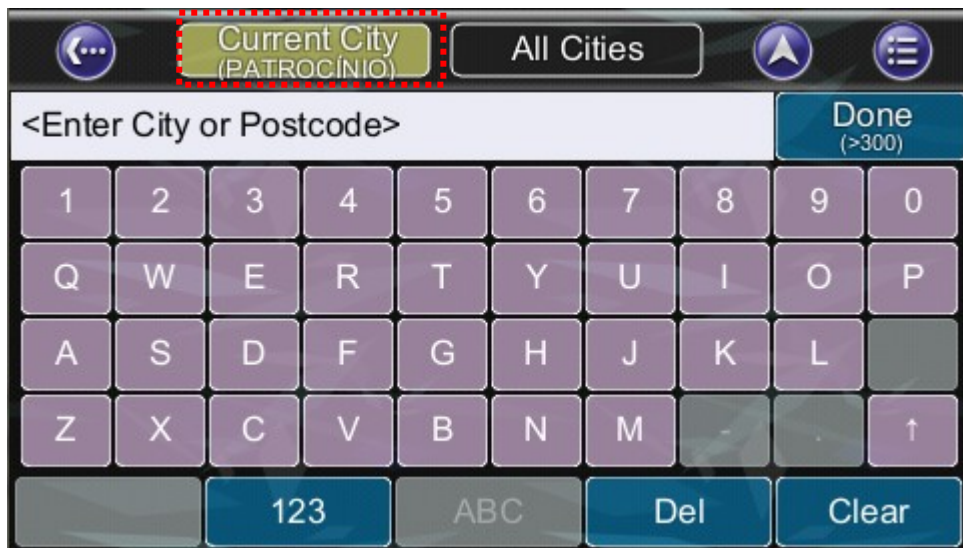 Current City
(PATROCÍNIO)
All Cities
<Enter City or Postcode>
Done
(>300)
1 2 3 4 5 6 7 8 9 0
Q W E R T Y U I O P
A S D F G H J K L
Z X C V B N M - . ↑
123 ABC Del Clear